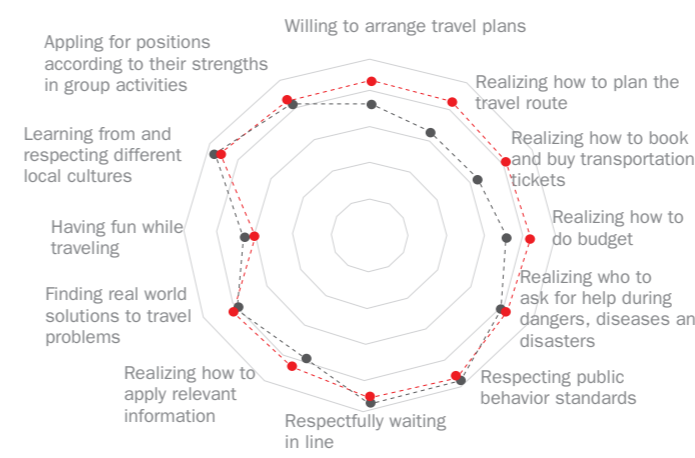 Willing to arrange travel plans
Appling for positions
according to their strengths
in group activities
Realizing how to plan the
travel route
Learning from and
respecting different
local cultures
Realizing how to book
and buy transportation
tickets
Having fun while
traveling
Realizing how to
do budget
Finding real world
solutions to travel
problems
Realizing who to
ask for help during
dangers, diseases an
disasters
Realizing how to
apply relevant
information
Respecting public
behavior standards
Respectfully waiting
in line